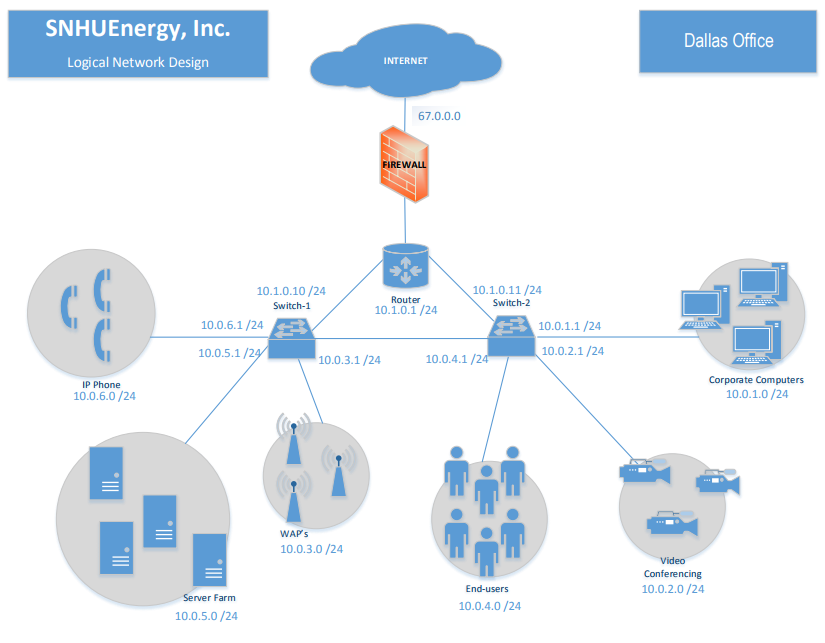 SNHUEnergy, Inc.
Logical Network Design
Dallas Office
INTERNET
67.0.0.0
FIREWALL
Router
10.1.0.1 /24
10.1.0.10 /24
Switch-1
10.1.0.11 /24
Switch-2
10.0.6.1 /24
10.0.5.1 /24
10.0.3.1 /24
10.0.4.1 /24
10.0.1.1 /24
10.0.2.1 /24
IP Phone
10.0.6.0 /24
Corporate Computers
10.0.1.0 /24
WAP's
10.0.3.0 /24
Server Farm
10.0.5.0 /24
End-users
10.0.4.0 /24
Video
Conferencing
10.0.2.0 /24